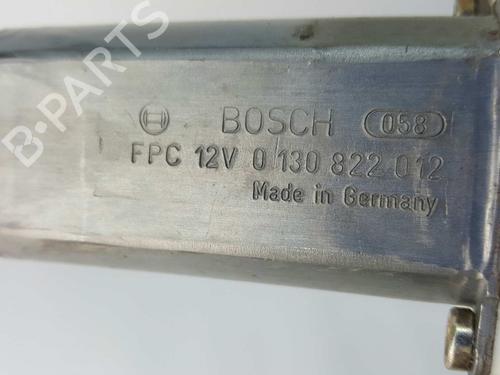 BOSCH 058
FPC 12V 0 130 822 012
Made in Germany
B-PARTS